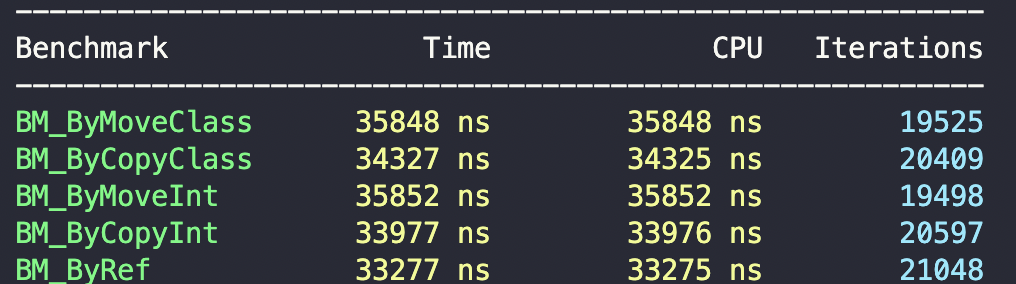 ---------------------------------------------------------
Benchmark               Time             CPU   Iterations
---------------------------------------------------------
BM_ByMoveClass      35848 ns        35848 ns        19525
BM_ByCopyClass      34327 ns        34325 ns        20409
BM_ByMoveInt        35852 ns        35852 ns        19498
BM_ByCopyInt        33977 ns        33976 ns        20597
BM_ByRef            33277 ns        33275 ns        21048